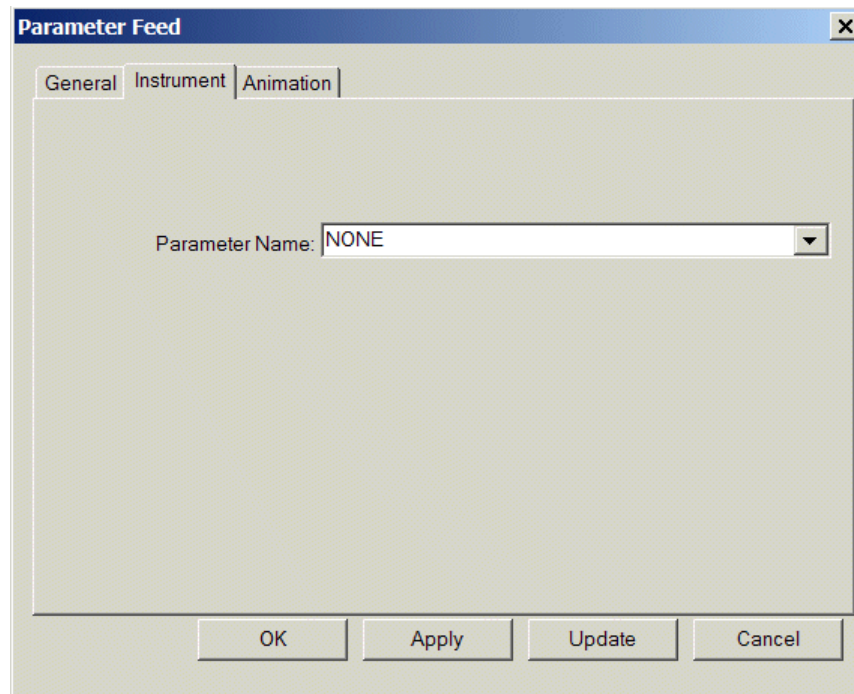 Parameter Feed
General Instrument Animation
Parameter Name: NONE
OK Apply Update Cancel